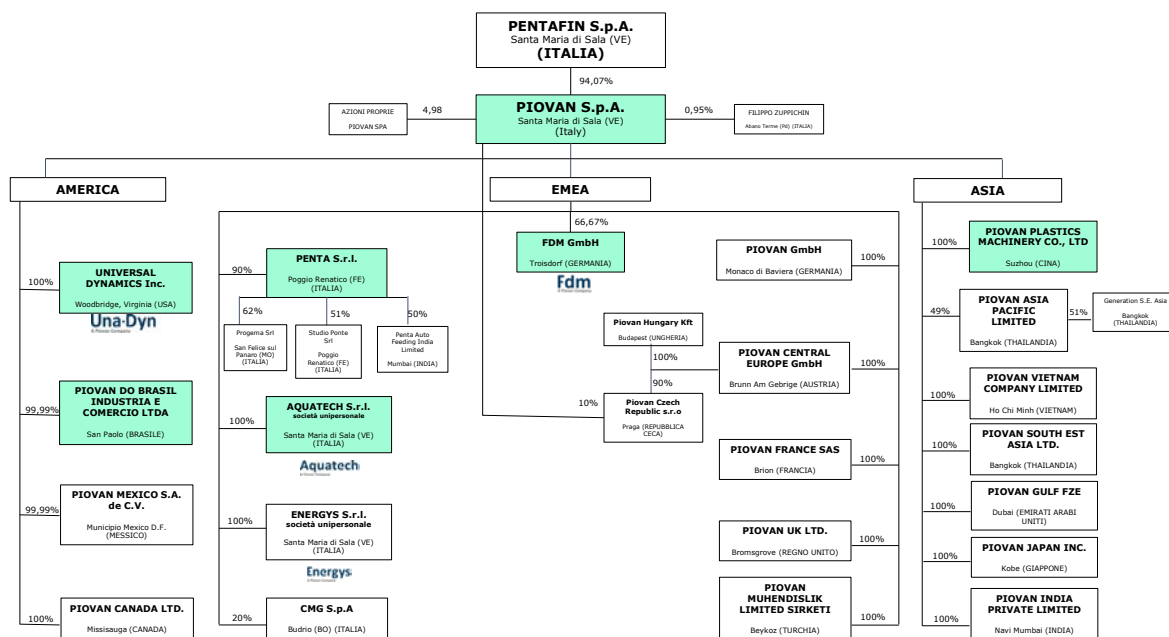 PENTAFIN S.p.A.
Santa Maria di Sala (VE)
(ITALIA)
94,07%
AZIONI PROPRIE
PIOVAN SPA
4,98
PIOVAN S.p.A.
Santa Maria di Sala (VE)
(Italy)
0,95%
FILIPPO ZUPPICHIN
Abano Terme (Pd) (ITALIA)
AMERICA
EMEA
ASIA
100%
UNIVERSAL
DYNAMICS Inc.
Woodbridge, Virginia (USA)
Una-Dyn
A Piovan Company
99,99%
PIOVAN DO BRASIL
INDUSTRIA E
COMERCIO LTDA
San Paolo (BRASILE)
99,99%
PIOVAN MEXICO S.A.
de C.V.
Municipio Mexico D.F.
(MESSICO)
100%
PIOVAN CANADA LTD.
Missisauga (CANADA)
90%
PENTA S.r.l.
Poggio Renatico (FE)
(ITALIA)
62%
51%
50%
Progema Srl
San Felice sul
Panaro (MO)
(ITALIA)
Studio Ponte
Srl
Poggio
Renatico (FE)
(ITALIA)
Penta Auto
Feeding India
Limited
Mumbai (INDIA)
100%
AQUATECH S.r.l.
società unipersonale
Santa Maria di Sala (VE)
(ITALIA)
Aquatech
A Piovan Company
100%
ENERGYS S.r.l.
società unipersonale
Santa Maria di Sala (VE)
(ITALIA)
Energys
A Piovan Company
20%
CMG S.p.A
Budrio (BO) (ITALIA)
66,67%
FDM GmbH
Troisdorf (GERMANIA)
Fdm
A Piovan Company
Piovan Hungary Kft
Budapest (UNGHERIA)
100%
90%
10%
Piovan Czech
Republic s.r.o
Praga (REPUBBLICA
CECA)
PIOVAN GmbH
Monaco di Baviera (GERMANIA)
100%
PIOVAN CENTRAL
EUROPE GmbH
Brunn Am Gebrige (AUSTRIA)
100%
PIOVAN FRANCE SAS
Brion (FRANCIA)
100%
PIOVAN UK LTD.
Bromsgrove (REGNO UNITO)
100%
PIOVAN
MUHENDISLIK
LIMITED SIRKETI
Beykoz (TURCHIA)
100%
100%
PIOVAN PLASTICS
MACHINERY CO., LTD
Suzhou (CINA)
49%
PIOVAN ASIA
PACIFIC
LIMITED
Bangkok (THAILANDIA)
51%
Generation S.E. Asia
Bangkok
(THAILANDIA)
100%
PIOVAN VIETNAM
COMPANY LIMITED
Ho Chi Minh (VIETNAM)
100%
PIOVAN SOUTH EST
ASIA LTD.
Bangkok (THAILANDIA)
100%
PIOVAN GULF FZE
Dubai (EMIRATI ARABI
UNITI)
100%
PIOVAN JAPAN INC.
Kobe (GIAPPONE)
100%
PIOVAN INDIA
PRIVATE LIMITED
Navi Mumbai (INDIA)